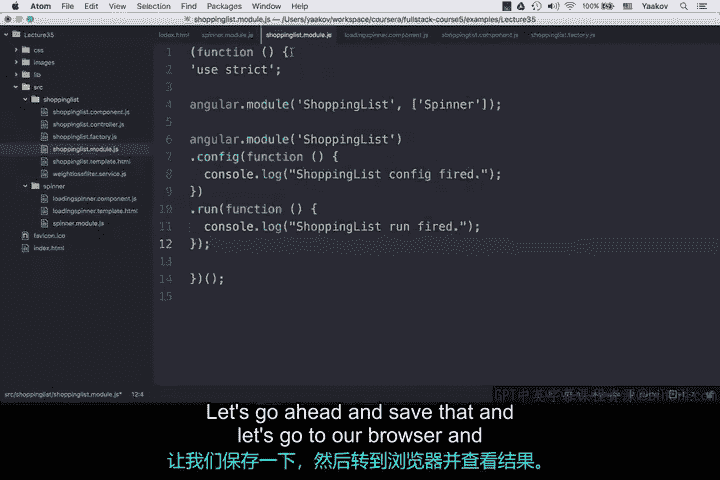 Atom File Edit View Selection Find Packages Window Help
100% Yaakov
shoppinglist.module.js — /Users/yaakov/workspace/coursera/fullstack-course5/examples/Lecture35
Lecture35
index.html spinner.module.js shoppinglist.module.js loadingspinner.component.js shoppinglist.component.js shoppinglist.factory.js
css
images
lib
src
shoppinglist
shoppinglist.component.js
shoppinglist.controller.js
shoppinglist.factory.js
shoppinglist.module.js
shoppinglist.template.html
weightlossfilter.service.js
spinner
loadingspinner.component.js
loadingspinner.template.html
spinner.module.js
favicon.ico
index.html
1 (function () {
2 'use strict';
3
4 angular.module('ShoppingList', ['Spinner']);
5
6 angular.module('ShoppingList')
7 .config(function () {
8 console.log("ShoppingList config fired.");
9 })
10 .run(function () {
11 console.log("ShoppingList run fired.");
12 });
13
14 })();
15
src/shoppinglist/shoppinglist.module.js* 12:4
Let's go ahead and save that and
let's go to our browser and
让我们保存一下，然后转到浏览器并查看结果。